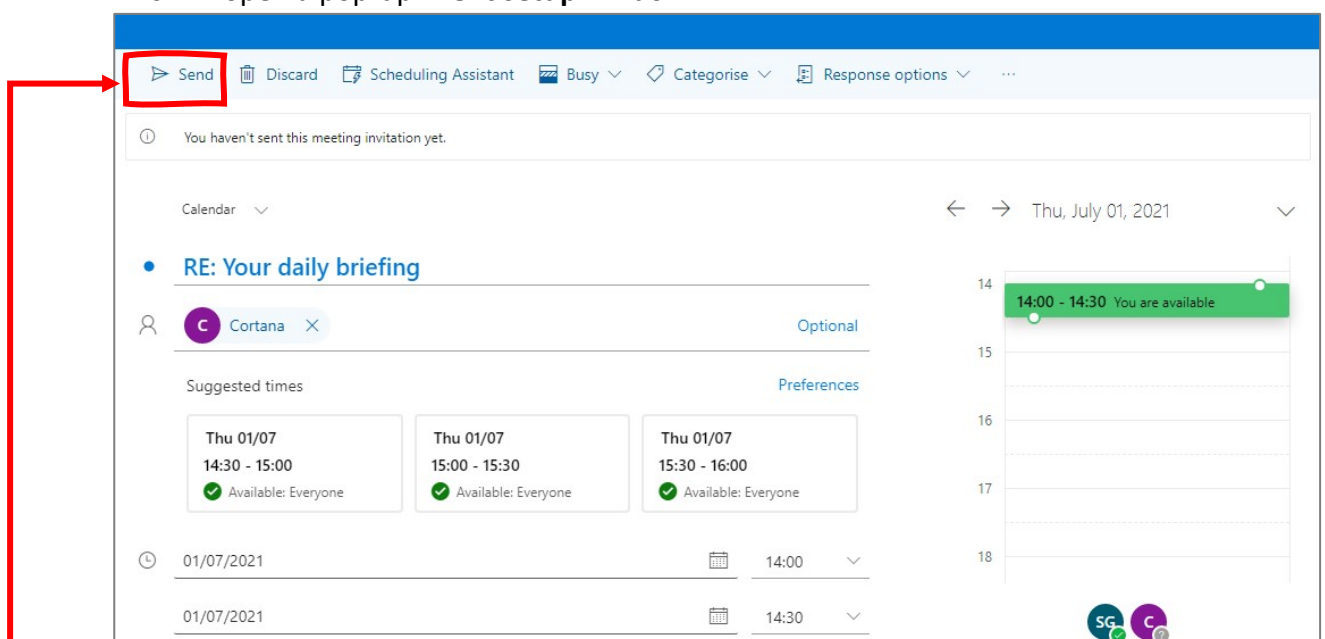 Send Discard Scheduling Assistant Busy Categorise Response options ...
You haven't sent this meeting invitation yet.
Calendar
Thu, July 01, 2021
RE: Your daily briefing
C Cortana Optional
Suggested times Preferences
Thu 01/07 Thu 01/07 Thu 01/07
14:30 - 15:00 15:00 - 15:30 15:30 - 16:00
Available: Everyone Available: Everyone Available: Everyone
01/07/2021 14:00
01/07/2021 14:30
14
14:00 - 14:30 You are available
15
16
17
18
SG C